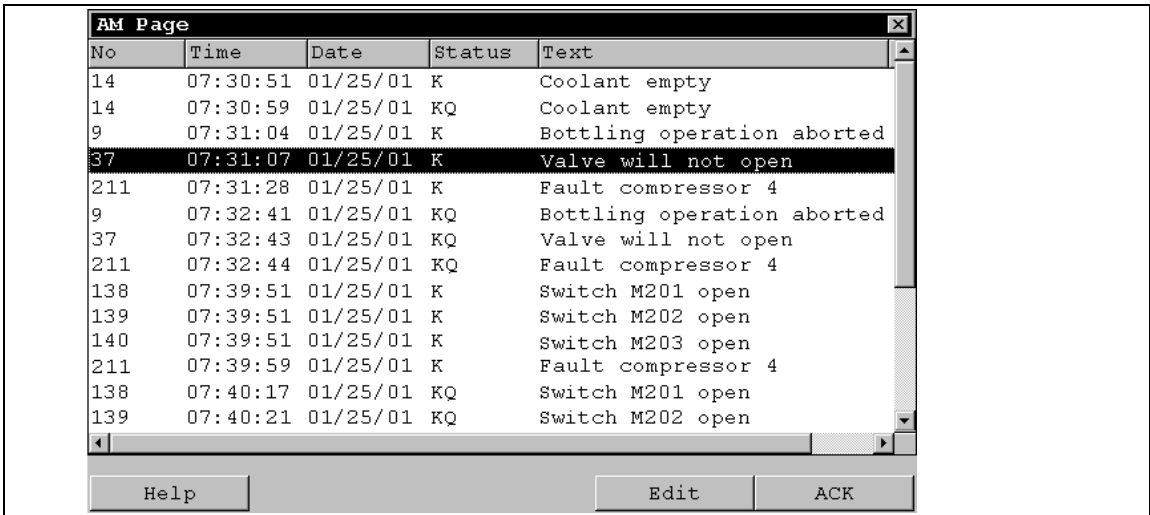 AM Page
No Time Date Status Text
14 07:30:51 01/25/01 K Coolant empty
14 07:30:59 01/25/01 KQ Coolant empty
9 07:31:04 01/25/01 K Bottling operation aborted
37 07:31:07 01/25/01 K Valve will not open
211 07:31:28 01/25/01 K Fault compressor 4
9 07:32:41 01/25/01 KQ Bottling operation aborted
37 07:32:43 01/25/01 KQ Valve will not open
211 07:32:44 01/25/01 KQ Fault compressor 4
138 07:39:51 01/25/01 K Switch M201 open
139 07:39:51 01/25/01 K Switch M202 open
140 07:39:51 01/25/01 K Switch M203 open
211 07:39:59 01/25/01 K Fault compressor 4
138 07:40:17 01/25/01 KQ Switch M201 open
139 07:40:21 01/25/01 KQ Switch M202 open
Help Edit ACK